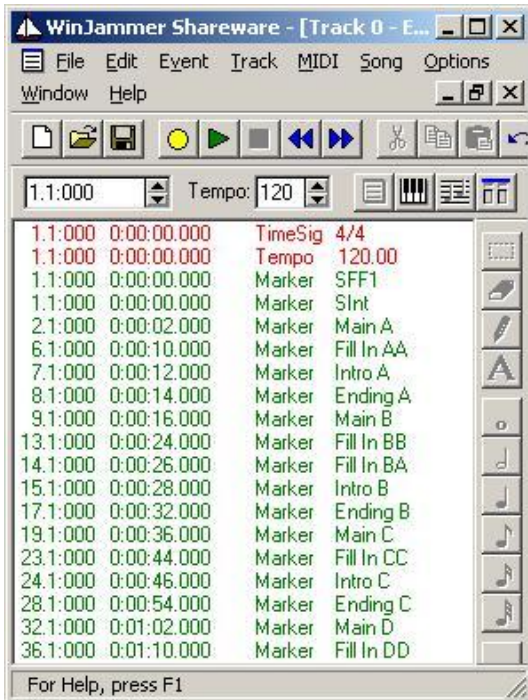 WinJammer Shareware - [Track 0 - E...
File Edit Event Track MIDI Song Options
Window Help
1.1:000 Tempo: 120
1.1:000 0:00:00.000 TimeSig 4/4
1.1:000 0:00:00.000 Tempo 120.00
1.1:000 0:00:00.000 Marker SFF1
1.1:000 0:00:00.000 Marker SInt
2.1:000 0:00:02.000 Marker Main A
6.1:000 0:00:10.000 Marker Fill In AA
7.1:000 0:00:12.000 Marker Intro A
8.1:000 0:00:14.000 Marker Ending A
9.1:000 0:00:16.000 Marker Main B
13.1:000 0:00:24.000 Marker Fill In BB
14.1:000 0:00:26.000 Marker Fill In BA
15.1:000 0:00:28.000 Marker Intro B
17.1:000 0:00:32.000 Marker Ending B
19.1:000 0:00:36.000 Marker Main C
23.1:000 0:00:44.000 Marker Fill In CC
24.1:000 0:00:46.000 Marker Intro C
28.1:000 0:00:54.000 Marker Ending C
32.1:000 0:01:02.000 Marker Main D
36.1:000 0:01:10.000 Marker Fill In DD
A
For Help, press F1